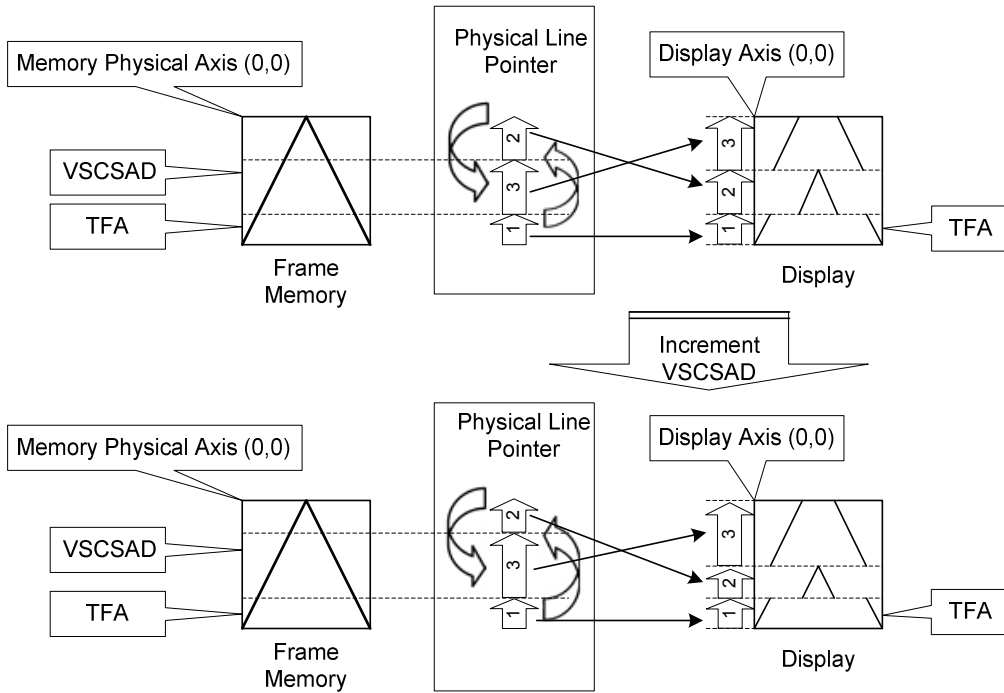 Physical Line
Pointer
Memory Physical Axis (0,0)
Display Axis (0,0)
VSCSAD
TFA
2
3
1
3
2
1
TFA
Frame
Memory
Display
Increment
VSCSAD
Physical Line
Pointer
Memory Physical Axis (0,0)
Display Axis (0,0)
VSCSAD
TFA
2
3
1
3
2
1
TFA
Frame
Memory
Display